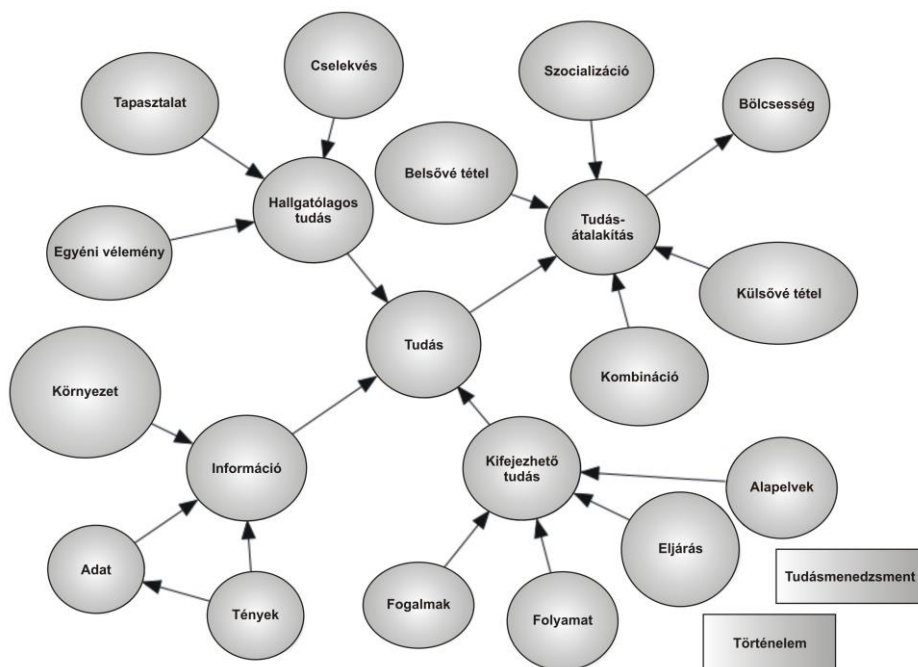 Cselekvés
Szocializáció
Tapasztalat
Bölcsesség
Belsővé tétel
Hallgatólagos
tudás
Tudás-
átalakítás
Egyéni vélemény
Külsővé tétel
Tudás
Kombináció
Környezet
Információ
Kifejezhető
tudás
Alapelvek
Eljárás
Adat
Tudásmenedzsment
Fogalmak
Tények
Folyamat
Történelem